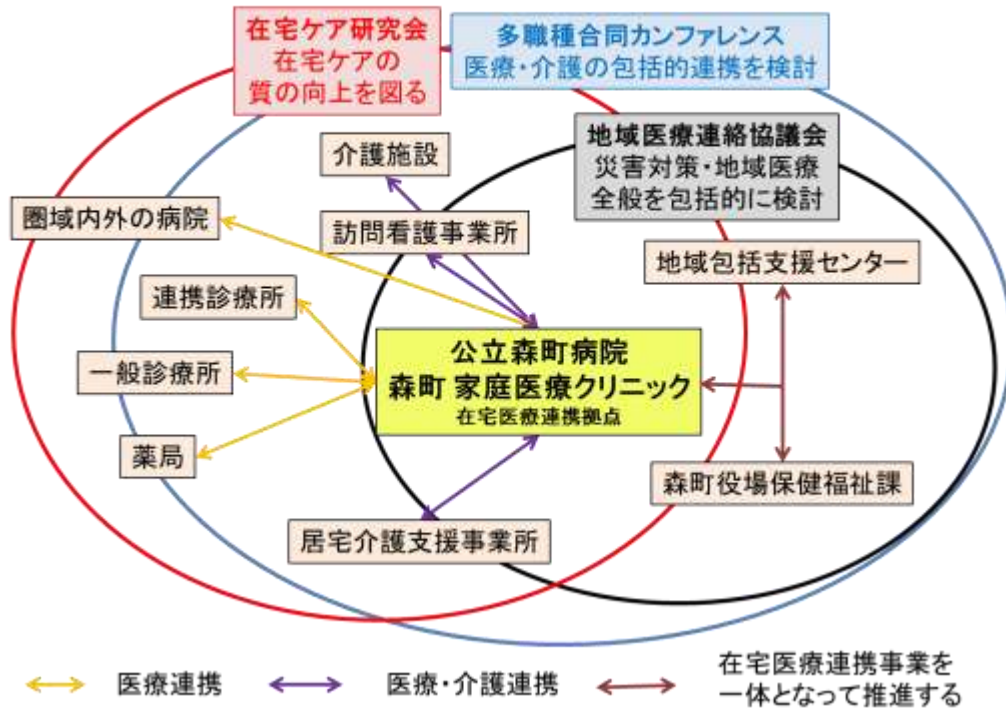 在宅ケア研究会
在宅ケアの
質の向上を図る
多職種合同カンファレンス
医療・介護の包括的連携を検討
地域医療連絡協議会
災害対策・地域医療
全般を包括的に検討
介護施設
圏域内外の病院
訪問看護事業所
地域包括支援センター
連携診療所
一般診療所
公立森町病院
森町 家庭医療クリニック
在宅医療連携拠点
薬局
森町役場保健福祉課
居宅介護支援事業所
医療連携
医療・介護連携
在宅医療連携事業を
一体となって推進する